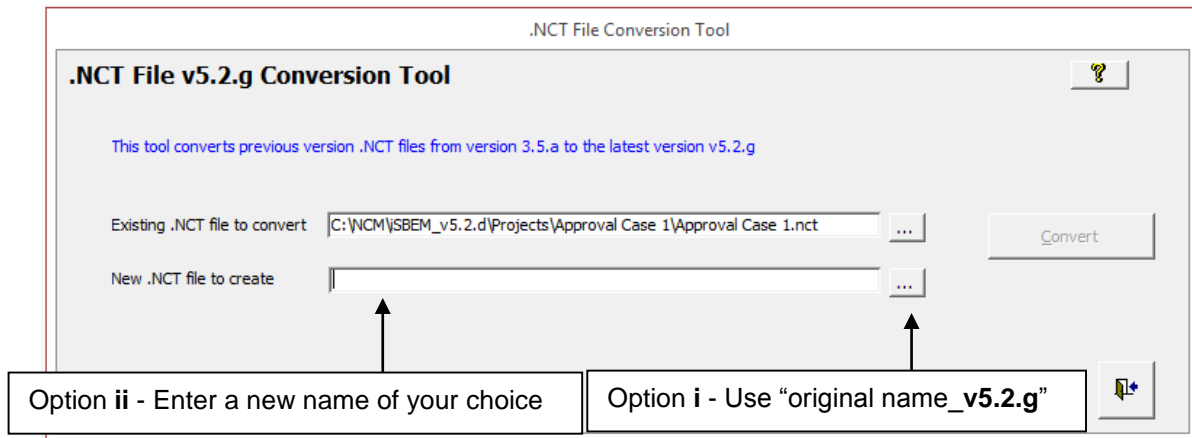 .NCT File Conversion Tool
.NCT File v5.2.g Conversion Tool
?
This tool converts previous version .NCT files from version 3.5.a to the latest version v5.2.g
Existing .NCT file to convert C:\NCM\iSBEM_v5.2.d\Projects\Approval Case 1\Approval Case 1.nct ... Convert
New .NCT file to create ...
Option ii - Enter a new name of your choice
Option i - Use “original name_v5.2.g”